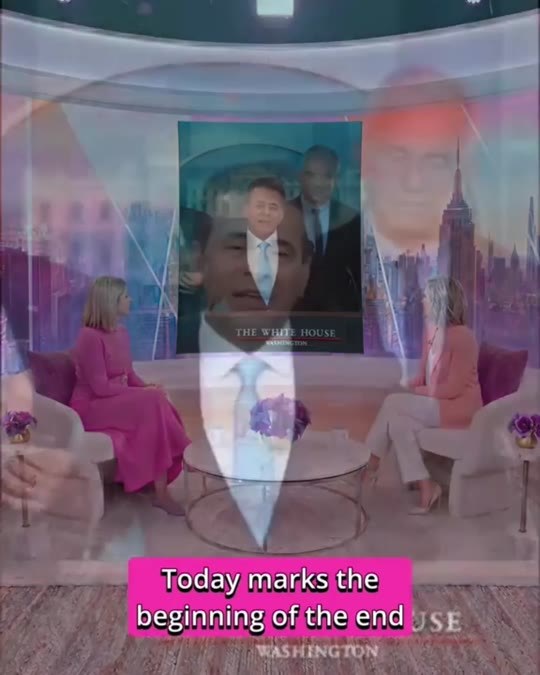 THE WHITE HOUSE
WASHINGTON
Today marks the
beginning of the end
USE
WASHINGTON